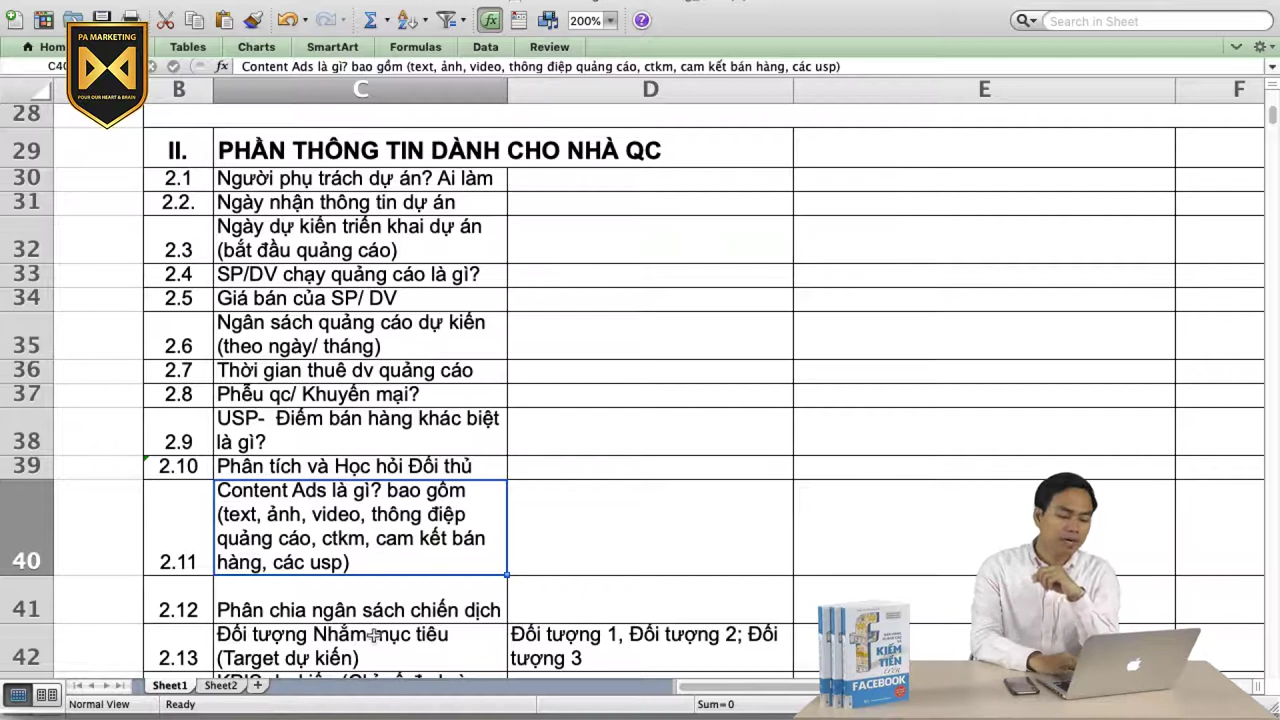 PA MARKETING
POUR OUR HEART & BRAIN
200%
Search in Sheet
Home
Tables
Charts
SmartArt
Formulas
Data
Review
fx
Content Ads là gì? bao gồm (text, ảnh, video, thông điệp quảng cáo, ctkm, cam kết bán hàng, các usp)
B C D E F
28
29 II. PHẦN THÔNG TIN DÀNH CHO NHÀ QC
30 2.1 Người phụ trách dự án? Ai làm
31 2.2. Ngày nhận thông tin dự án
Ngày dự kiến triển khai dự án
32 2.3 (bắt đầu quảng cáo)
33 2.4 SP/DV chạy quảng cáo là gì?
34 2.5 Giá bán của SP/ DV
Ngân sách quảng cáo dự kiến
35 2.6 (theo ngày/ tháng)
36 2.7 Thời gian thuê dv quảng cáo
37 2.8 Phễu qc/ Khuyến mại?
USP- Điếm bán hàng khác biệt
38 2.9 là gì?
39 2.10 Phân tích và Học hỏi Đối thủ
Content Ads là gì? bao gồm
(text, ảnh, video, thông điệp
quảng cáo, ctkm, cam kết bán
40 2.11 hàng, các usp)
41 2.12 Phân chia ngân sách chiến dịch
Đối tượng Nhắm mục tiêu Đối tượng 1, Đối tượng 2; Đối
42 2.13 (Target dự kiến) tượng 3
KIẾM TIỀN
FACEBOOK
Sheet1
Sheet2
Normal View
Ready
Sum=0